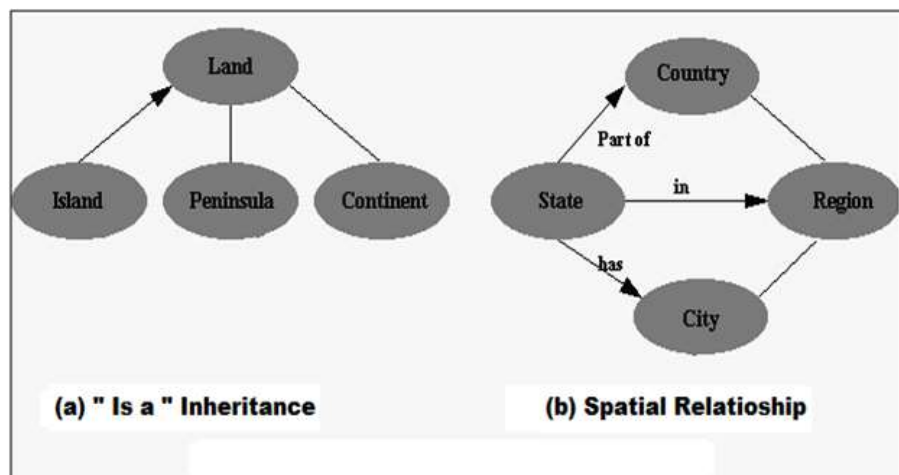 Land
Island
Peninsula
Continent
Country
Part of
State
in
Region
has
City
(a) " Is a " Inheritance
(b) Spatial Relatioship